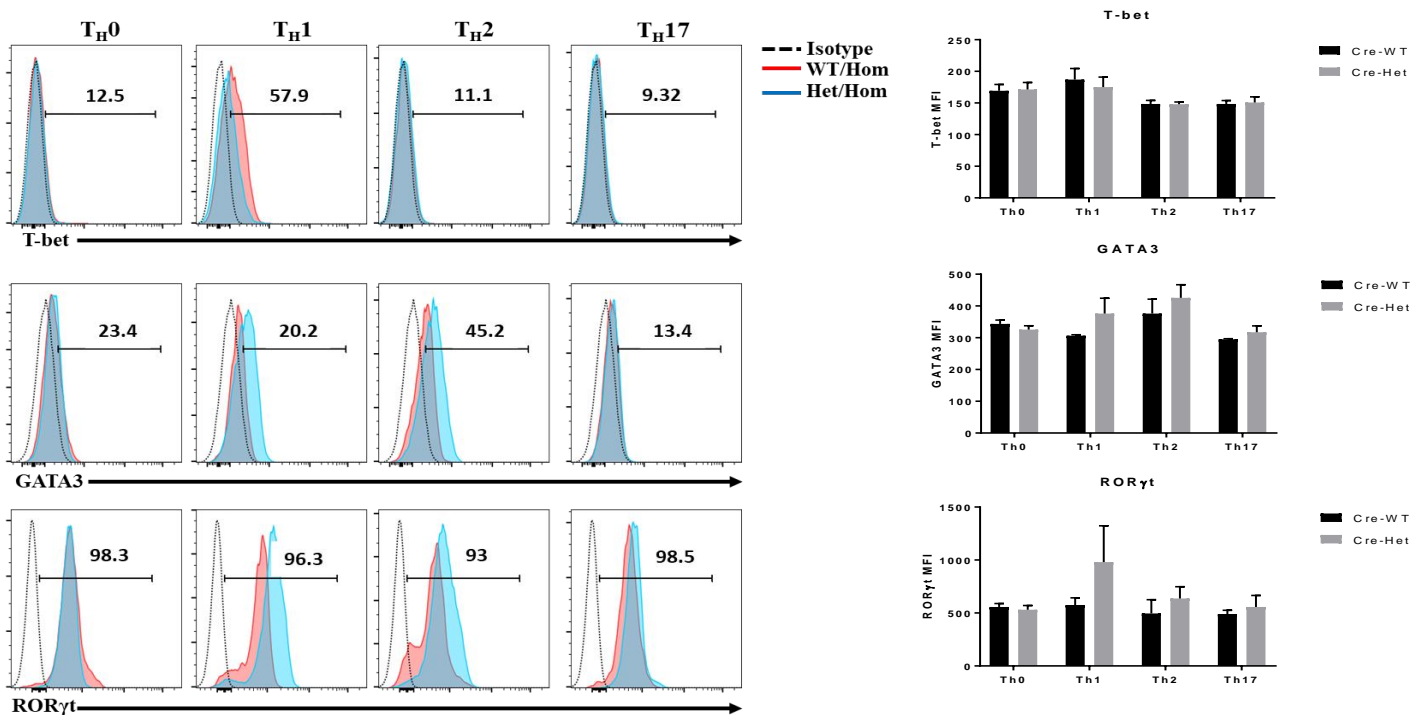 T_H0 T_H1 T_H2 T_H17
Isotype
WT/Hom
Het/Hom
12.5 57.9 11.1 9.32
T-bet
23.4 20.2 45.2 13.4
GATA3
98.3 96.3 93 98.5
RORγt
T-bet
T-bet MFI
250
200
150
100
50
0
Th0 Th1 Th2 Th17
Cre-WT
Cre-Het
GATA3
GATA3 MFI
500
400
300
200
100
0
Th0 Th1 Th2 Th17
Cre-WT
Cre-Het
RORγt
RORγt MFI
1500
1000
500
0
Th0 Th1 Th2 Th17
Cre-WT
Cre-Het